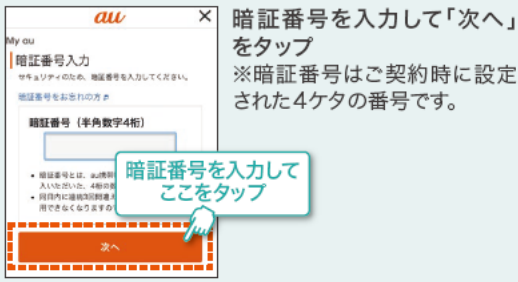 au
×
My au
暗証番号入力
セキュリティのため、暗証番号を入力してください。
暗証番号をお忘れの方
暗証番号（半角数字4桁）
暗証番号を入力して
ここをタップ
次へ
暗証番号を入力して「次へ」
をタップ
※暗証番号はご契約時に設定
された4ケタの番号です。